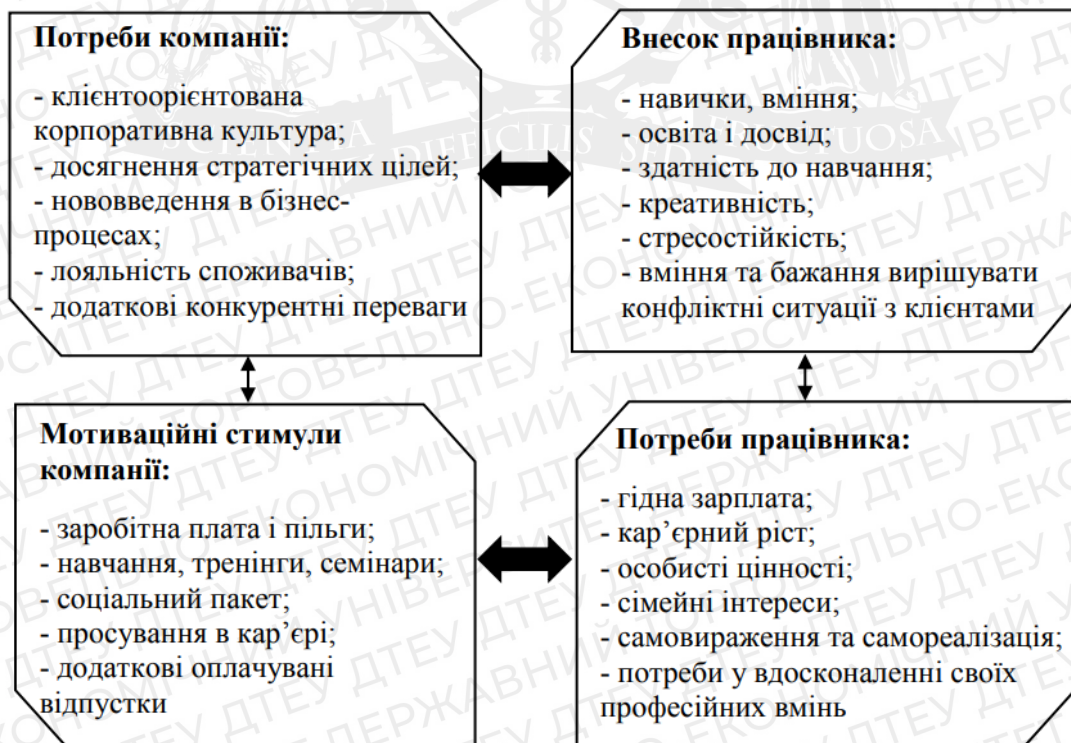 Потреби компанії:
- клієнтоорієнтована
корпоративна культура;
- досягнення стратегічних цілей;
- нововведення в бізнес-
процесах;
- лояльність споживачів;
- додаткові конкурентні переваги
Внесок працівника:
- навички, вміння;
- освіта і досвід;
- здатність до навчання;
- креативність;
- стресостійкість;
- вміння та бажання вирішувати
конфліктні ситуації з клієнтами
Мотиваційні стимули
компанії:
- заробітна плата і пільги;
- навчання, тренінги, семінари;
- соціальний пакет;
- просування в кар’єрі;
- додаткові оплачувані
відпустки
Потреби працівника:
- гідна зарплата;
- кар’єрний ріст;
- особисті цінності;
- сімейні інтереси;
- самовираження та самореалізація;
- потреби у вдосконаленні своїх
професійних вмінь